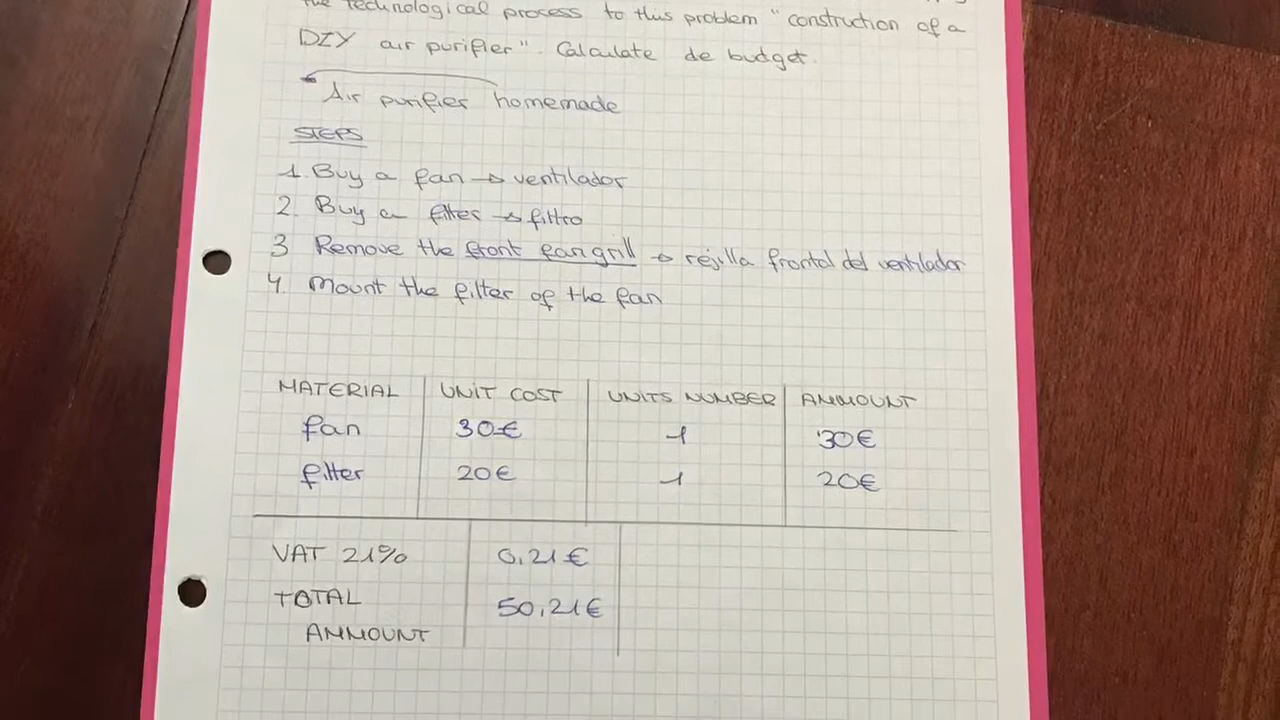 the technological process to this problem "construction of a
DIY air purifier". Calculate de budget.
Air purifier homemade
STEPS
1. Buy a fan → ventilador
2. Buy a filter → filtro
3 Remove the front fan grill → rejilla frontal del ventilador
4. Mount the filter of the fan
MATERIAL UNIT COST UNITS NUMBER AMMOUNT
fan 30€ 1 30€
filter 20€ 1 20€
VAT 21% 0,21€
TOTAL 50,21€
AMMOUNT